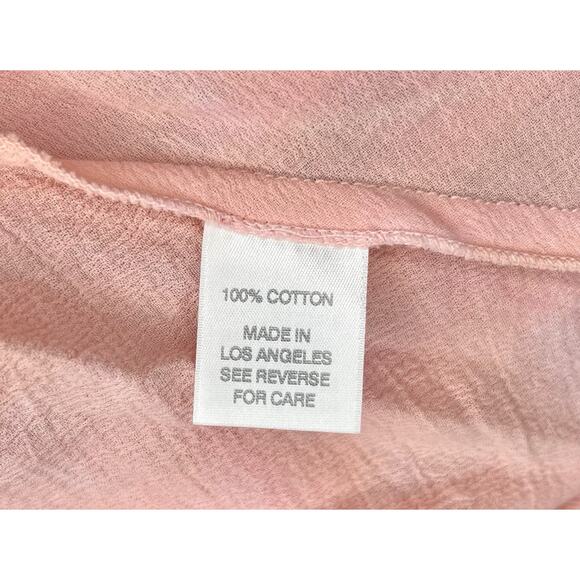 100% COTTON
MADE IN
LOS ANGELES
SEE REVERSE
FOR CARE